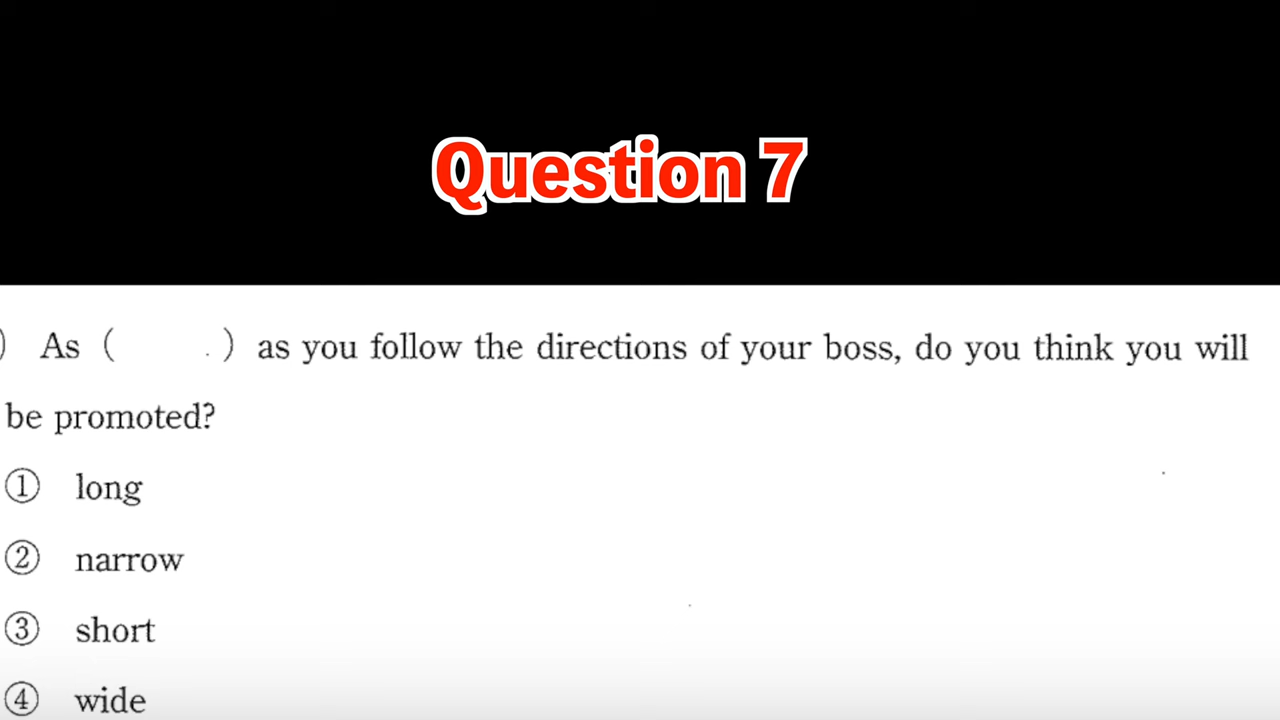 Question 7
) As (　　) as you follow the directions of your boss, do you think you will
be promoted?
① long
② narrow
③ short
④ wide